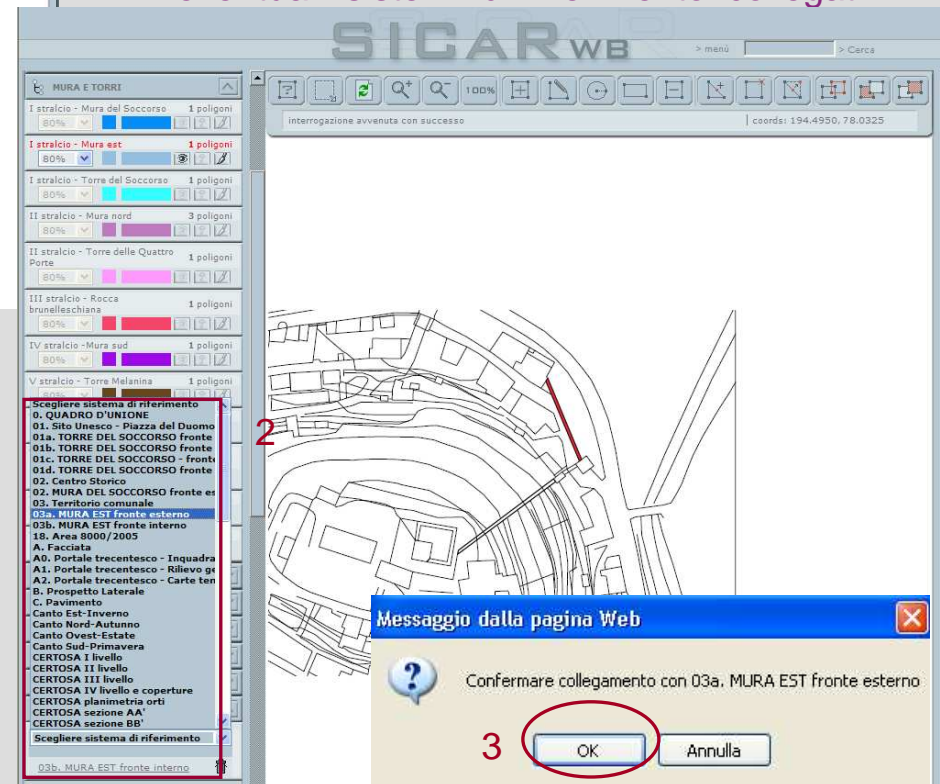 SICAR WB
> menù
> Cerca
MURA E TORRI
I stralcio - Mura del Soccorso 1 poligoni
80%
I stralcio - Mura est 1 poligoni
80%
I stralcio - Torre del Soccorso 1 poligoni
80%
II stralcio - Mura nord 3 poligoni
80%
II stralcio - Torre delle Quattro
Porte 1 poligoni
80%
III stralcio - Rocca
brunelleschiana 1 poligoni
80%
IV stralcio -Mura sud 1 poligoni
80%
V stralcio - Torre Melanina 1 poligoni
100%
interrogazione avvenuta con successo
| coords: 194.4950, 78.0325
Scegliere sistema di riferimento
0. QUADRO D'UNIONE
01. Sito Unesco - Piazza del Duomo
01a. TORRE DEL SOCCORSO fronte
01b. TORRE DEL SOCCORSO fronte
01c. TORRE DEL SOCCORSO - fronte
01d. TORRE DEL SOCCORSO fronte
02. Centro Storico
02. MURA DEL SOCCORSO fronte es
03. Territorio comunale
03a. MURA EST fronte esterno
03b. MURA EST fronte interno
18. Area 8000/2005
A. Facciata
A0. Portale trecentesco - Inquadra
A1. Portale trecentesco - Rilievo ge
A2. Portale trecentesco - Carte tem
B. Prospetto Laterale
C. Pavimento
Canto Est-Inverno
Canto Nord-Autunno
Canto Ovest-Estate
Canto Sud-Primavera
CERTOSA I livello
CERTOSA II livello
CERTOSA III livello
CERTOSA IV livello e coperture
CERTOSA planimetria orti
CERTOSA sezione AA'
CERTOSA sezione BB'
Scegliere sistema di riferimento
03b. MURA EST fronte interno
2
Messaggio dalla pagina Web
Confermare collegamento con 03a. MURA EST fronte esterno
3
OK
Annulla